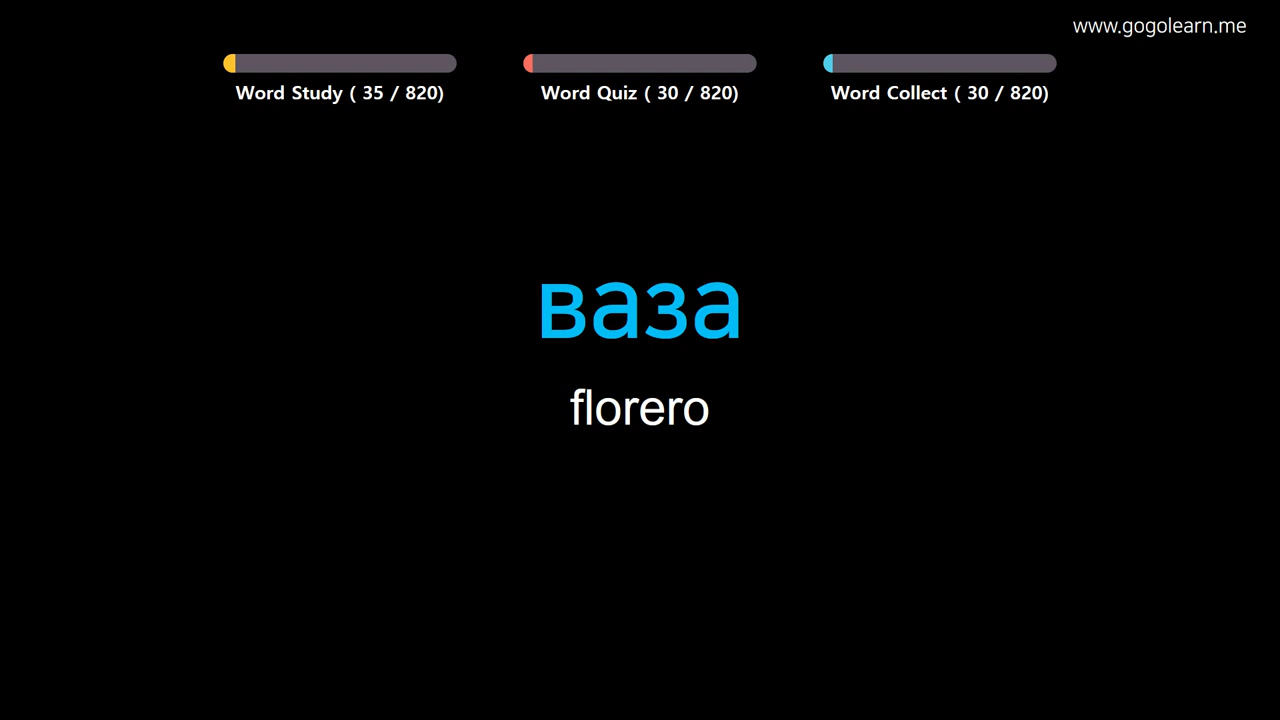 www.gogolearn.me
Word Study ( 35 / 820)
Word Quiz ( 30 / 820)
Word Collect ( 30 / 820)
ваза
florero